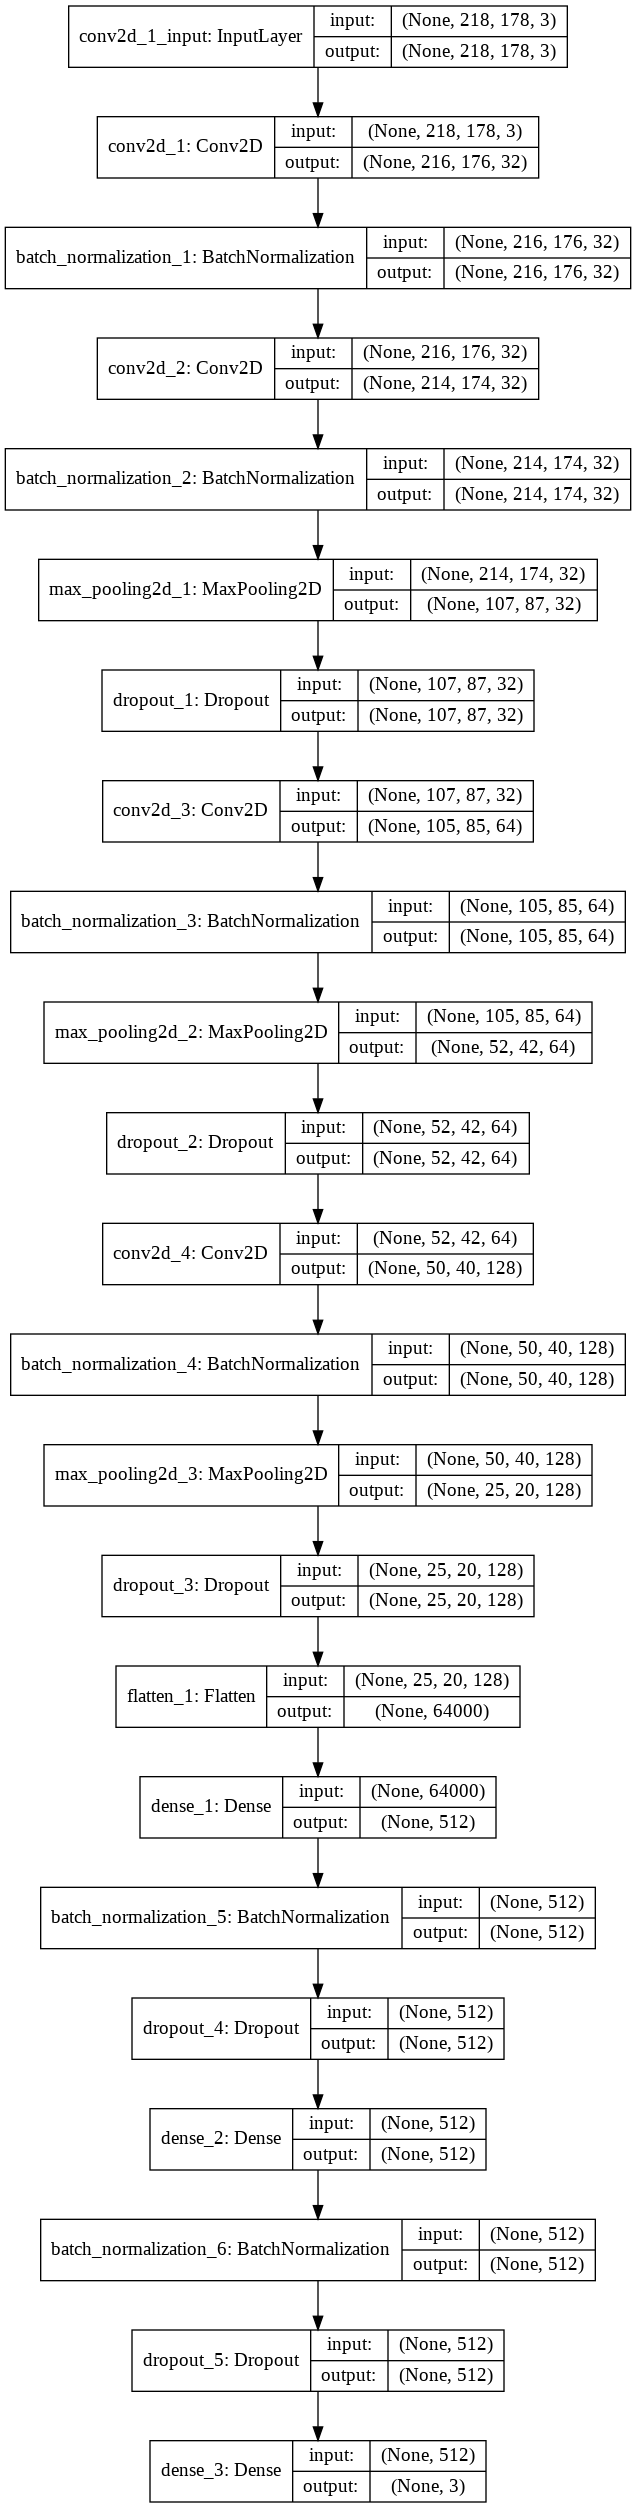 conv2d_1_input: InputLayer
input: (None, 218, 178, 3)
output: (None, 218, 178, 3)
conv2d_1: Conv2D
input: (None, 218, 178, 3)
output: (None, 216, 176, 32)
batch_normalization_1: BatchNormalization
input: (None, 216, 176, 32)
output: (None, 216, 176, 32)
conv2d_2: Conv2D
input: (None, 216, 176, 32)
output: (None, 214, 174, 32)
batch_normalization_2: BatchNormalization
input: (None, 214, 174, 32)
output: (None, 214, 174, 32)
max_pooling2d_1: MaxPooling2D
input: (None, 214, 174, 32)
output: (None, 107, 87, 32)
dropout_1: Dropout
input: (None, 107, 87, 32)
output: (None, 107, 87, 32)
conv2d_3: Conv2D
input: (None, 107, 87, 32)
output: (None, 105, 85, 64)
batch_normalization_3: BatchNormalization
input: (None, 105, 85, 64)
output: (None, 105, 85, 64)
max_pooling2d_2: MaxPooling2D
input: (None, 105, 85, 64)
output: (None, 52, 42, 64)
dropout_2: Dropout
input: (None, 52, 42, 64)
output: (None, 52, 42, 64)
conv2d_4: Conv2D
input: (None, 52, 42, 64)
output: (None, 50, 40, 128)
batch_normalization_4: BatchNormalization
input: (None, 50, 40, 128)
output: (None, 50, 40, 128)
max_pooling2d_3: MaxPooling2D
input: (None, 50, 40, 128)
output: (None, 25, 20, 128)
dropout_3: Dropout
input: (None, 25, 20, 128)
output: (None, 25, 20, 128)
flatten_1: Flatten
input: (None, 25, 20, 128)
output: (None, 64000)
dense_1: Dense
input: (None, 64000)
output: (None, 512)
batch_normalization_5: BatchNormalization
input: (None, 512)
output: (None, 512)
dropout_4: Dropout
input: (None, 512)
output: (None, 512)
dense_2: Dense
input: (None, 512)
output: (None, 512)
batch_normalization_6: BatchNormalization
input: (None, 512)
output: (None, 512)
dropout_5: Dropout
input: (None, 512)
output: (None, 512)
dense_3: Dense
input: (None, 512)
output: (None, 3)